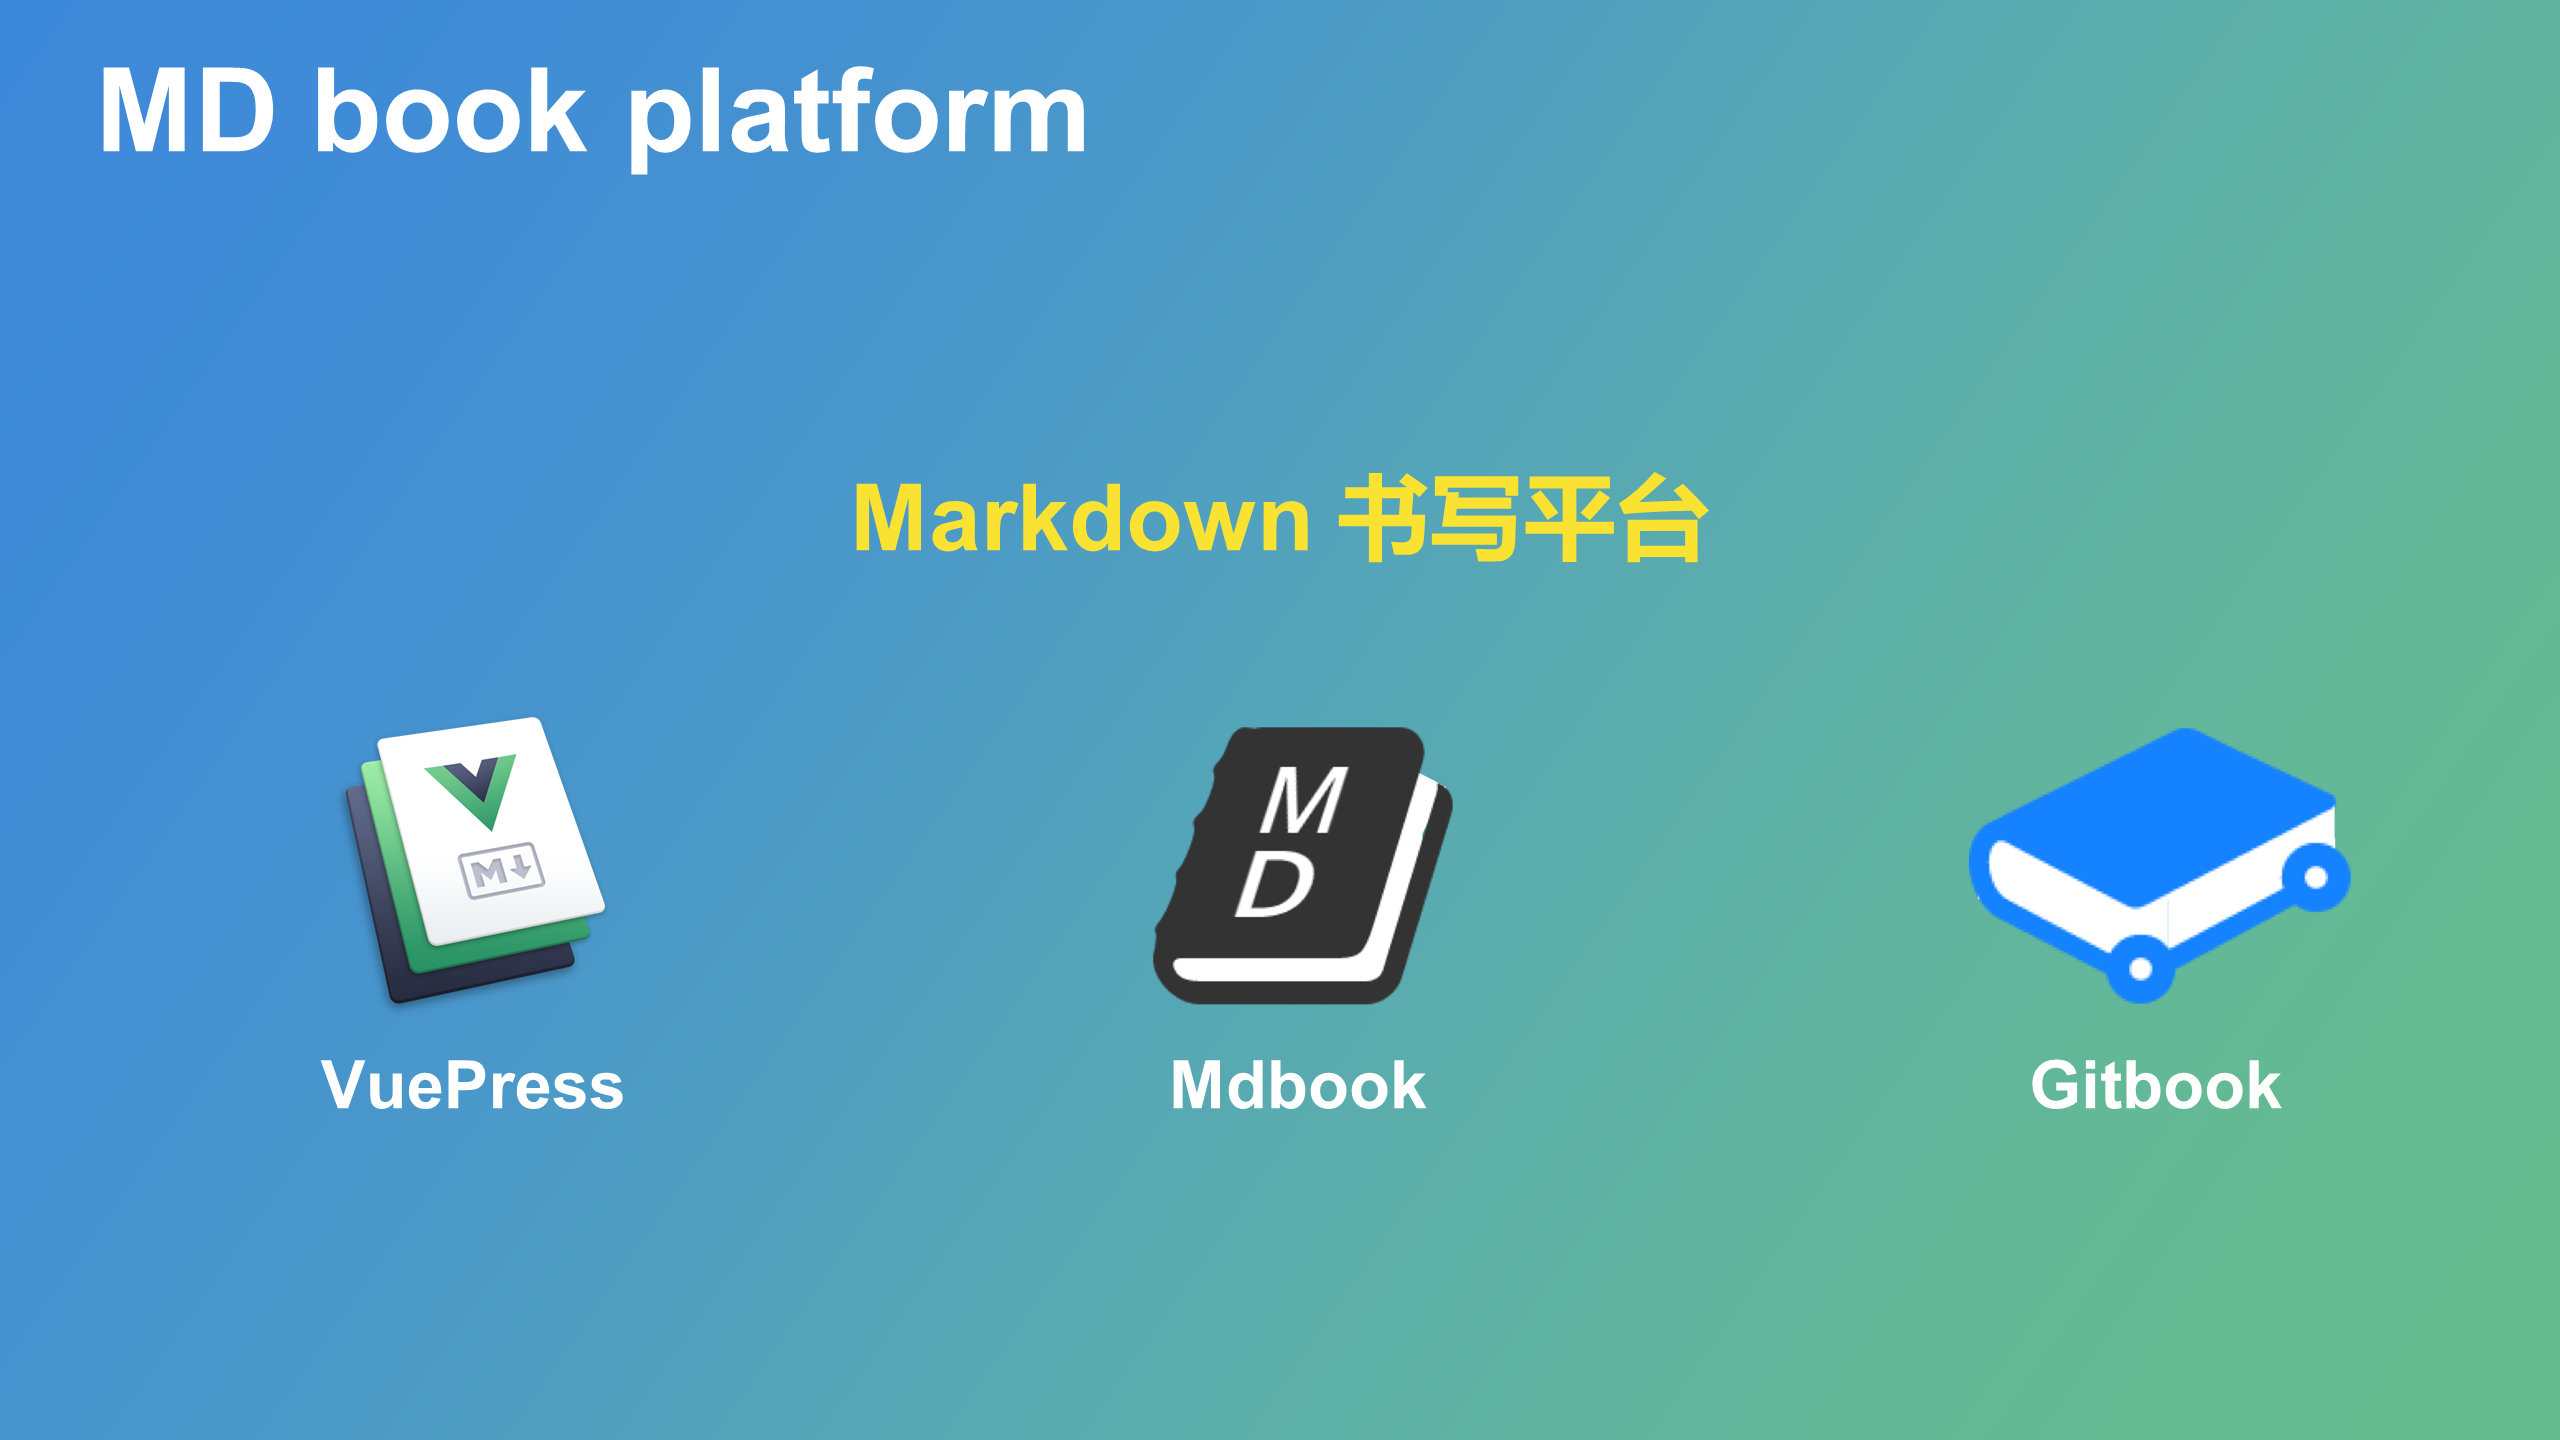 MD book platform
Markdown 书写平台
M↓
M
D
VuePress
Mdbook
Gitbook